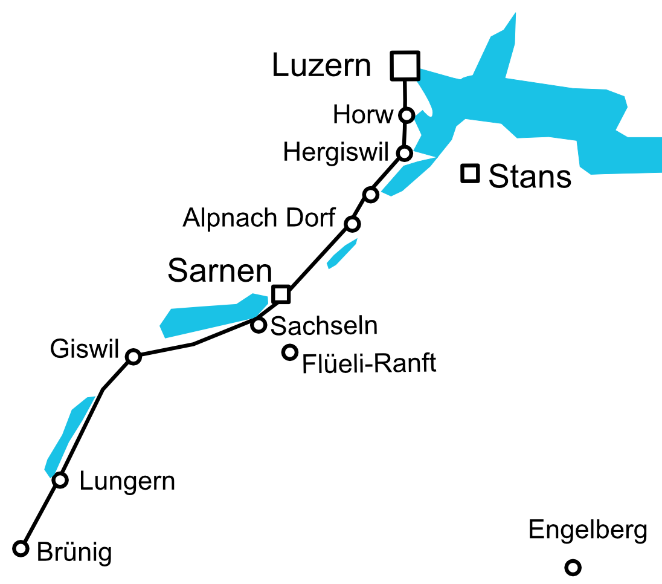 Luzern
Horw
Hergiswil
Stans
Alpnach Dorf
Sarnen
Sachseln
Giswil
Flüeli-Ranft
Lungern
Engelberg
Brünig